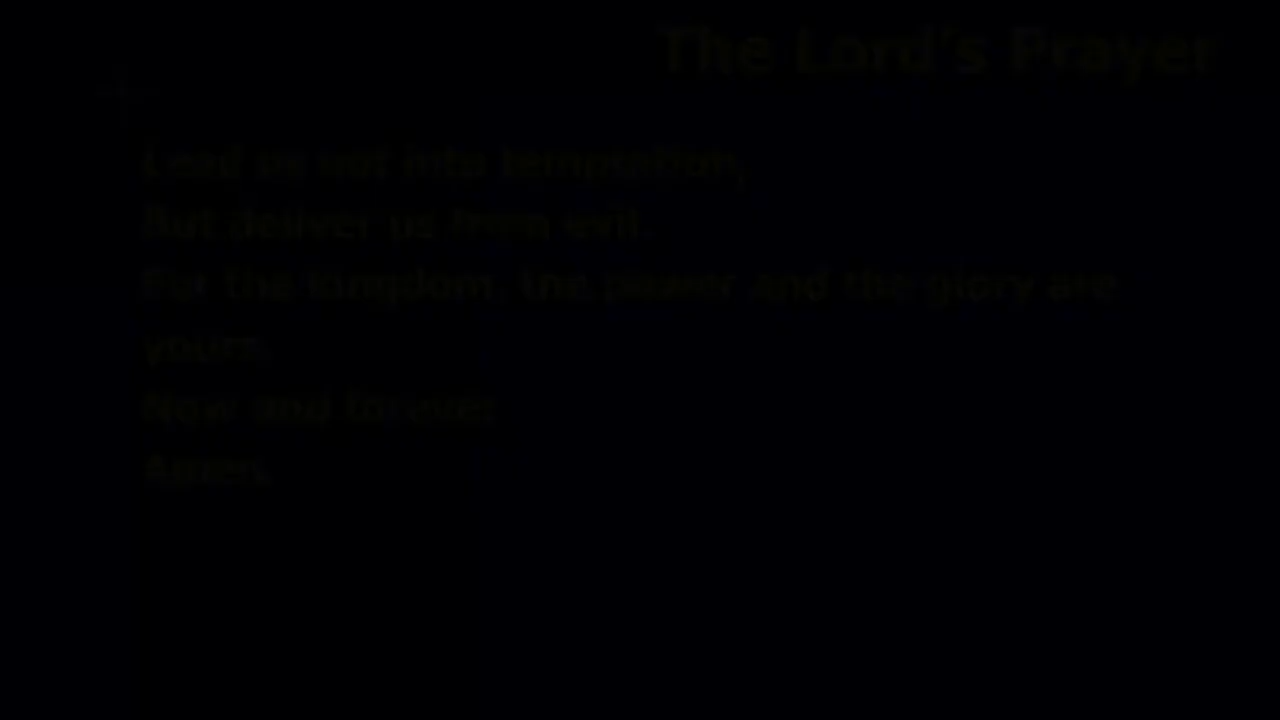 The Lord's Prayer
Lead us not into temptation,
But deliver us from evil.
For the kingdom, the power and the glory are
yours,
Now and forever
Amen.